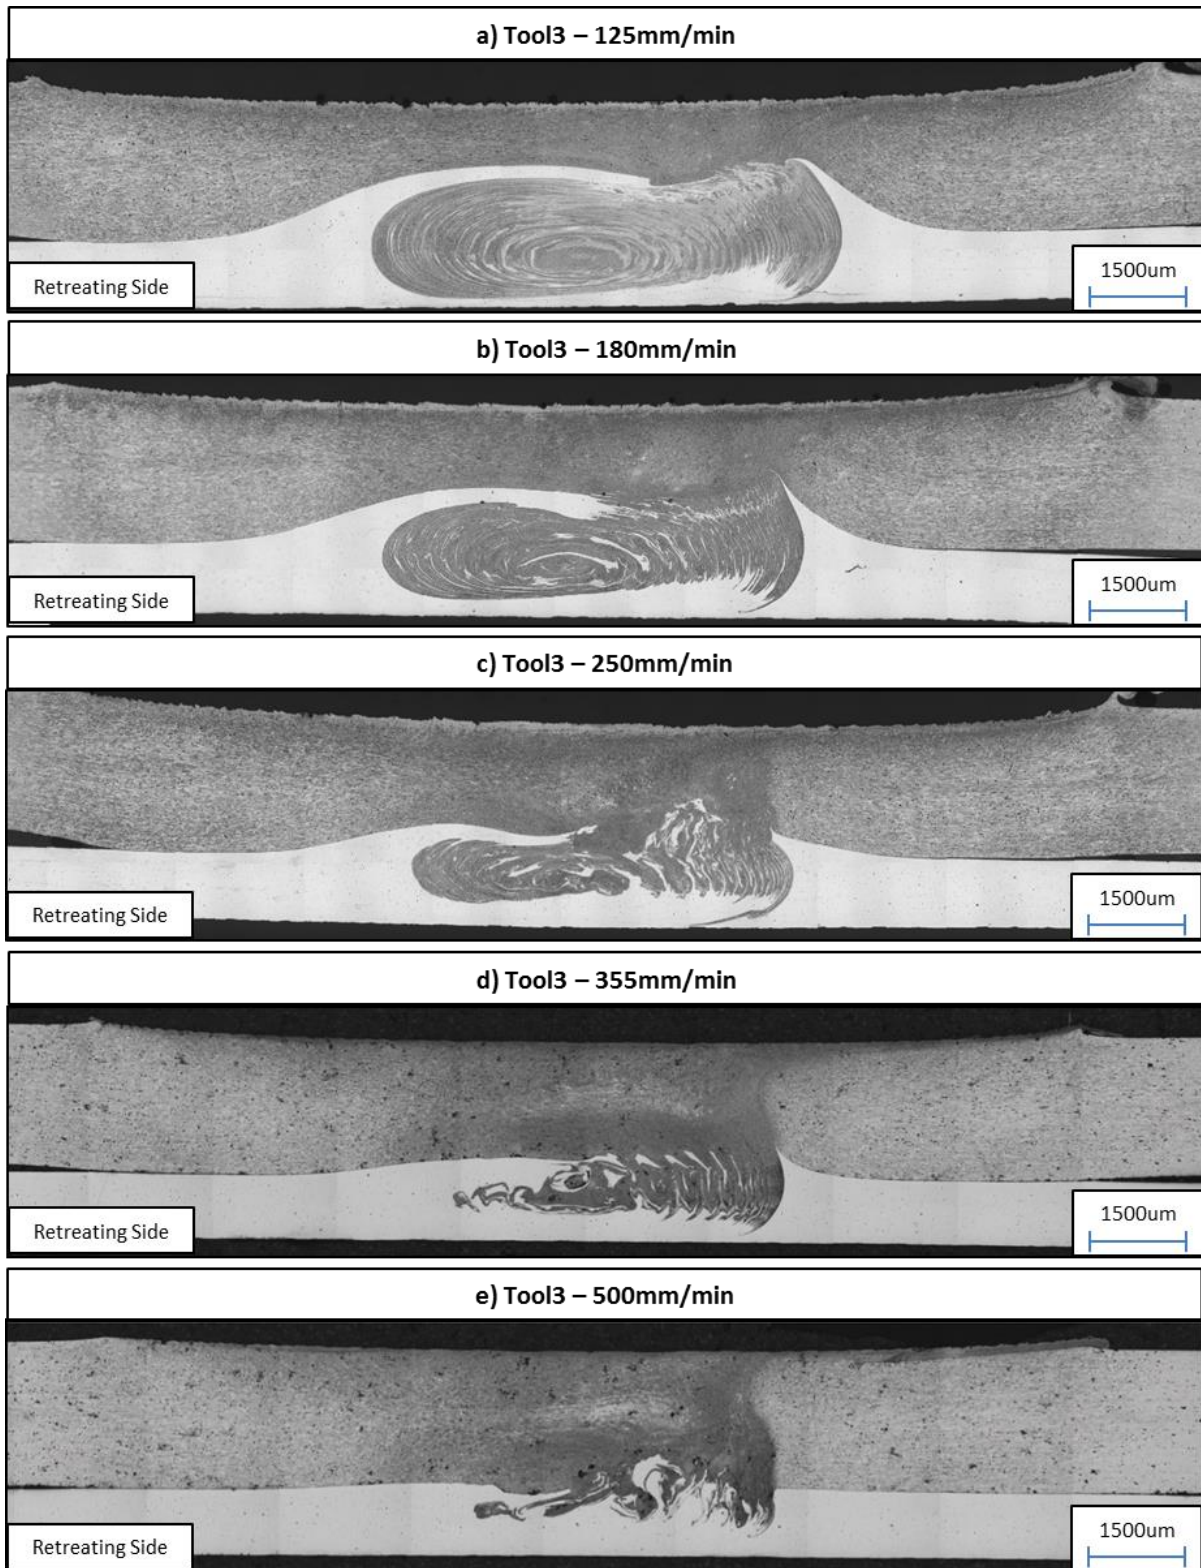 a) Tool3 – 125mm/min
Retreating Side
1500um
b) Tool3 – 180mm/min
Retreating Side
1500um
c) Tool3 – 250mm/min
Retreating Side
1500um
d) Tool3 – 355mm/min
Retreating Side
1500um
e) Tool3 – 500mm/min
Retreating Side
1500um